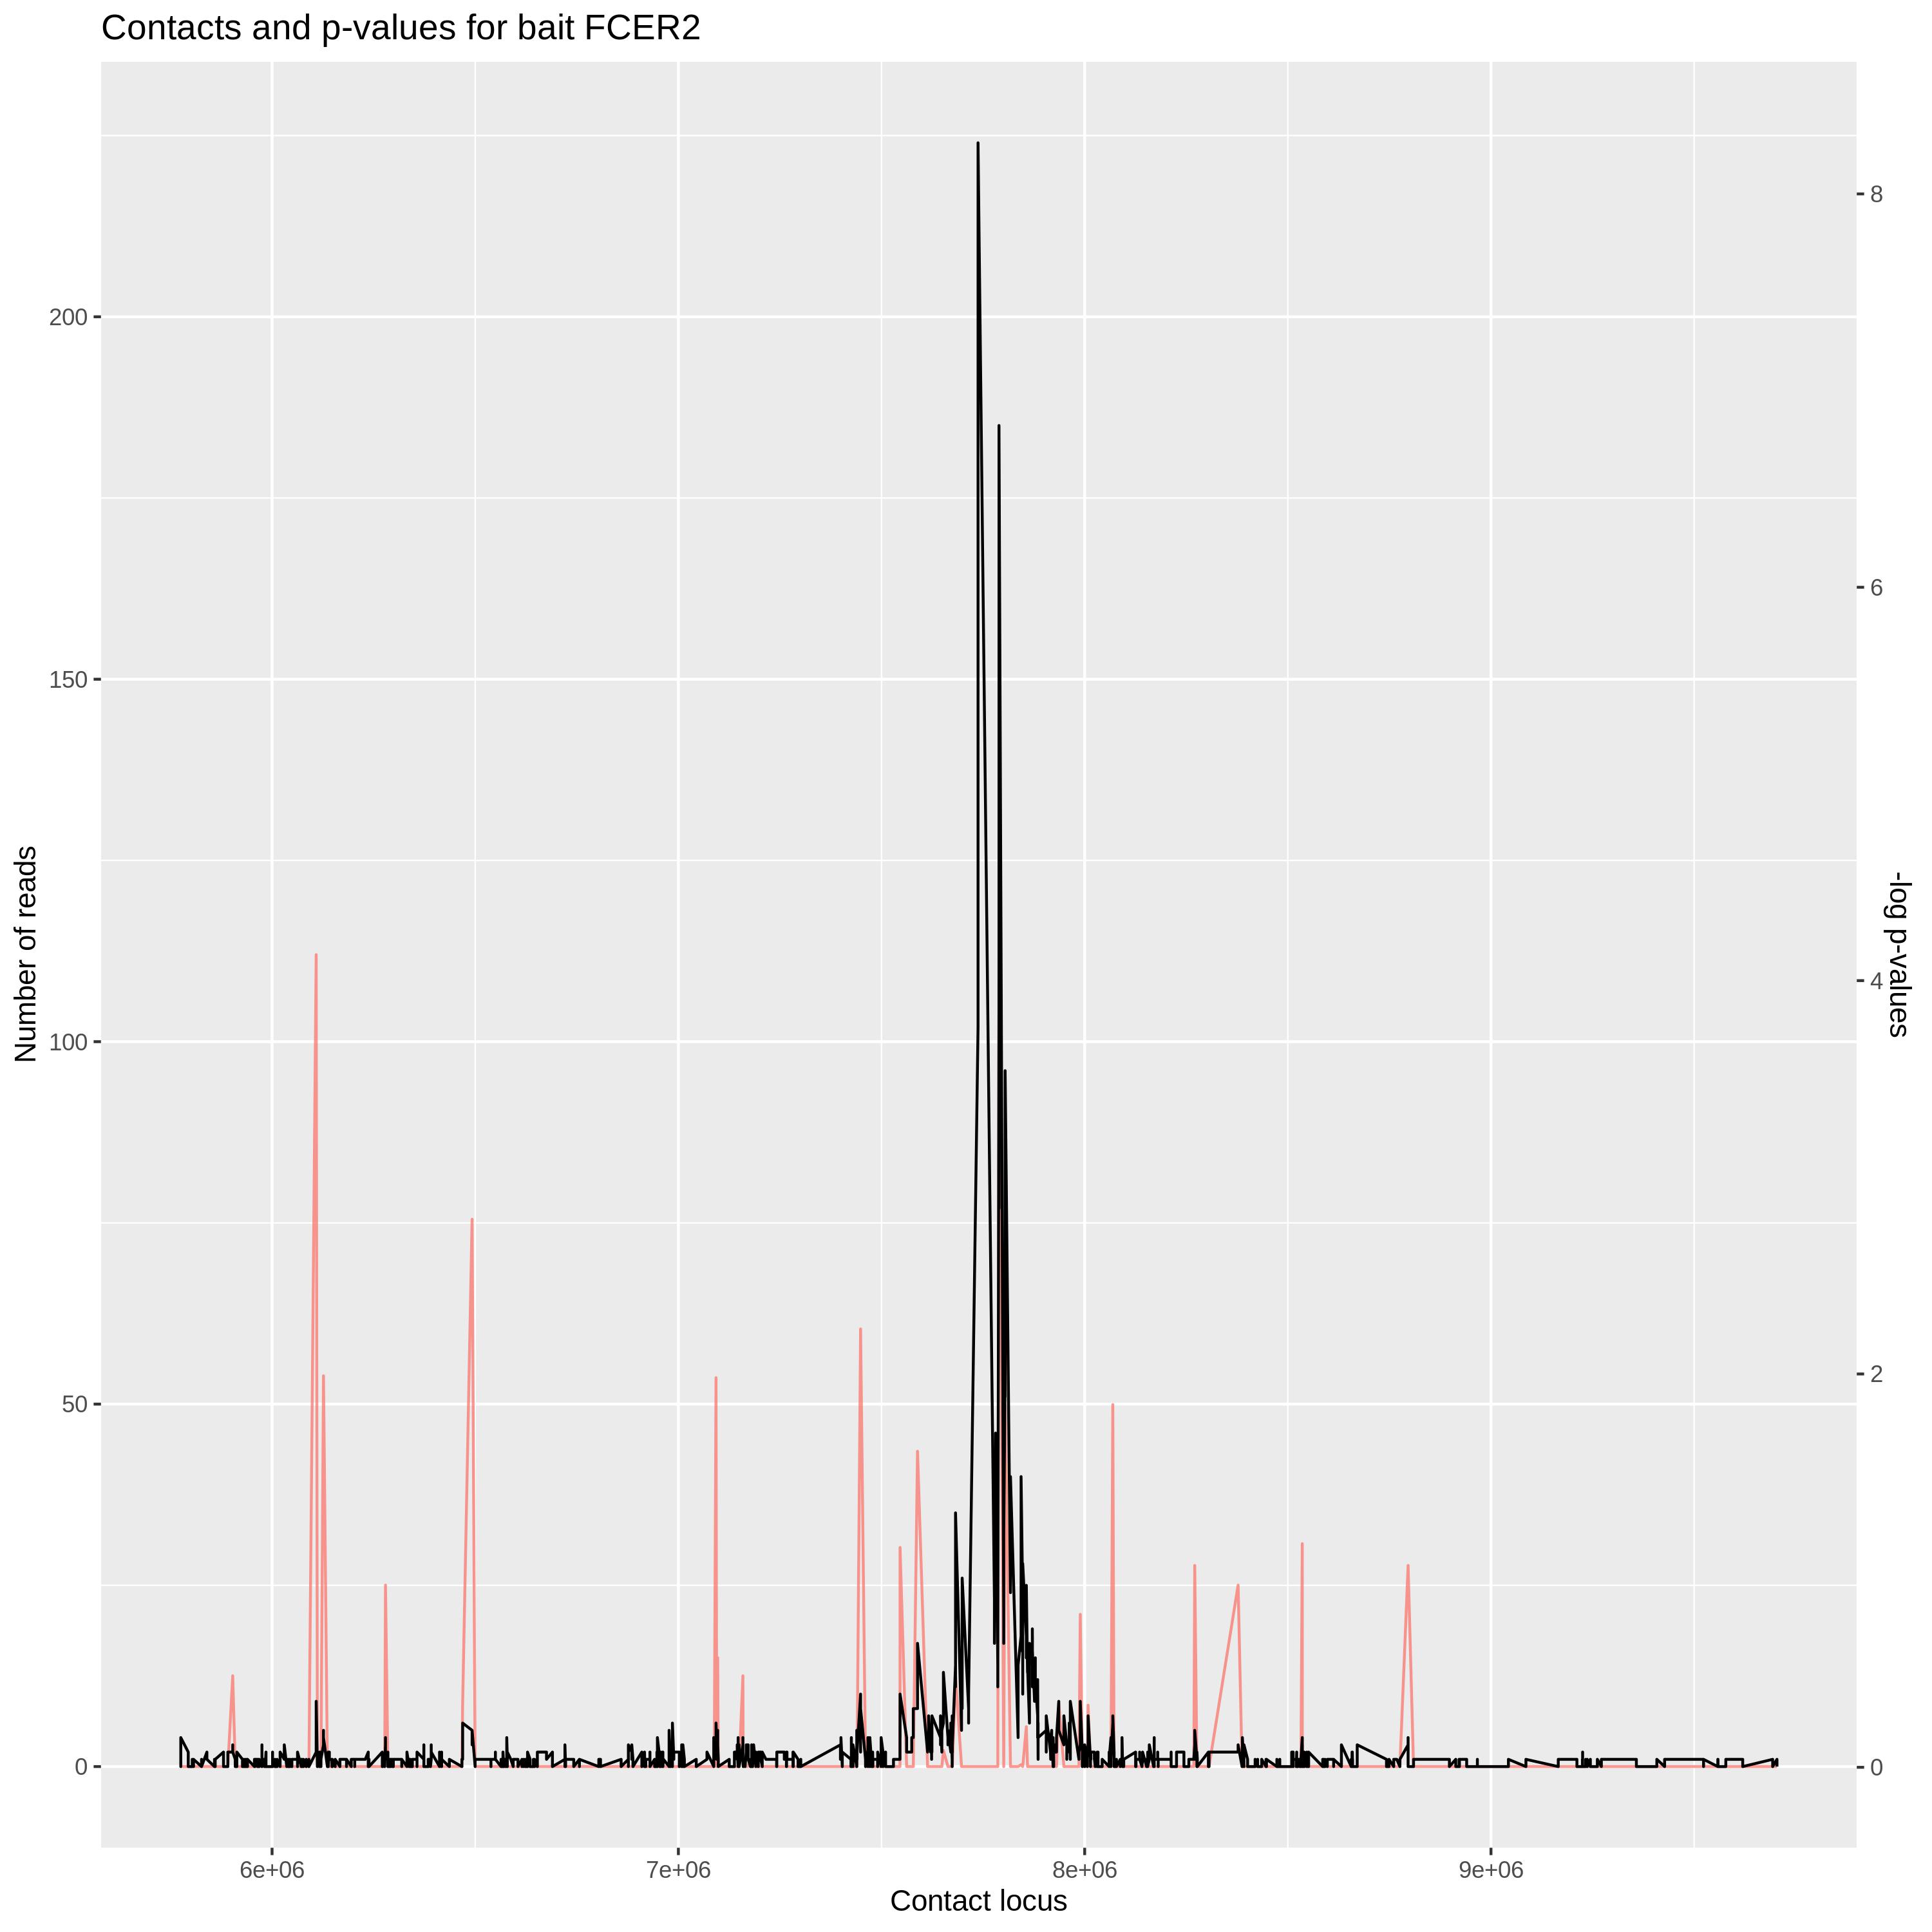 Contacts and p-values for bait FCER2
Number of reads
200
150
100
50
0
8
6
4
2
0
-log p-values
6e+06
7e+06
8e+06
9e+06
Contact locus